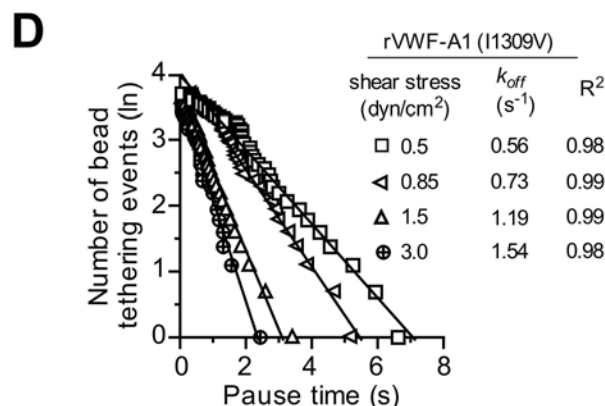 D
rVWF-A1 (I1309V)
shear stress (dyn/cm²) k_off (s⁻¹) R²
0.5 0.56 0.98
0.85 0.73 0.99
1.5 1.19 0.99
3.0 1.54 0.98
Number of bead
tethering events (ln)
4
3
2
1
0
0 2 4 6 8
Pause time (s)